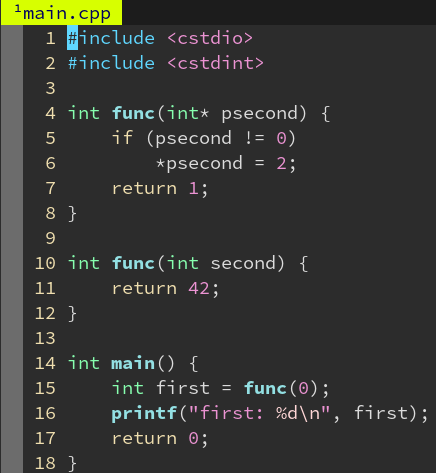 ¹main.cpp
1 #include <cstdio>
2 #include <cstdint>
3
4 int func(int* psecond) {
5     if (psecond != 0)
6         *psecond = 2;
7     return 1;
8 }
9
10 int func(int second) {
11     return 42;
12 }
13
14 int main() {
15     int first = func(0);
16     printf("first: %d\n", first);
17     return 0;
18 }